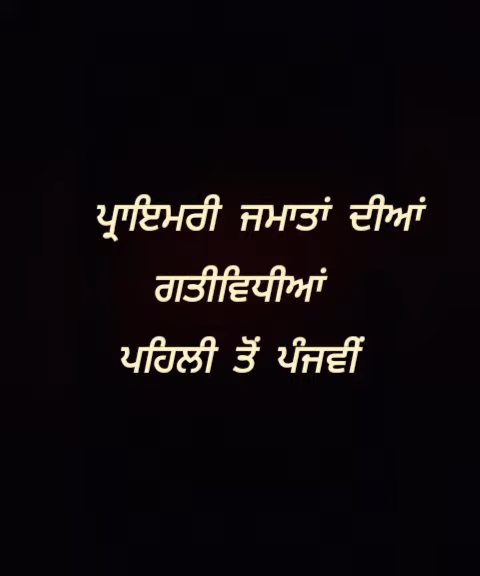 ਪ੍ਰਾਇਮਰੀ ਜਮਾਤਾਂ ਦੀਆਂ
ਗਤੀਵਿਧੀਆਂ
ਪਹਿਲੀ ਤੋਂ ਪੰਜਵੀਂ